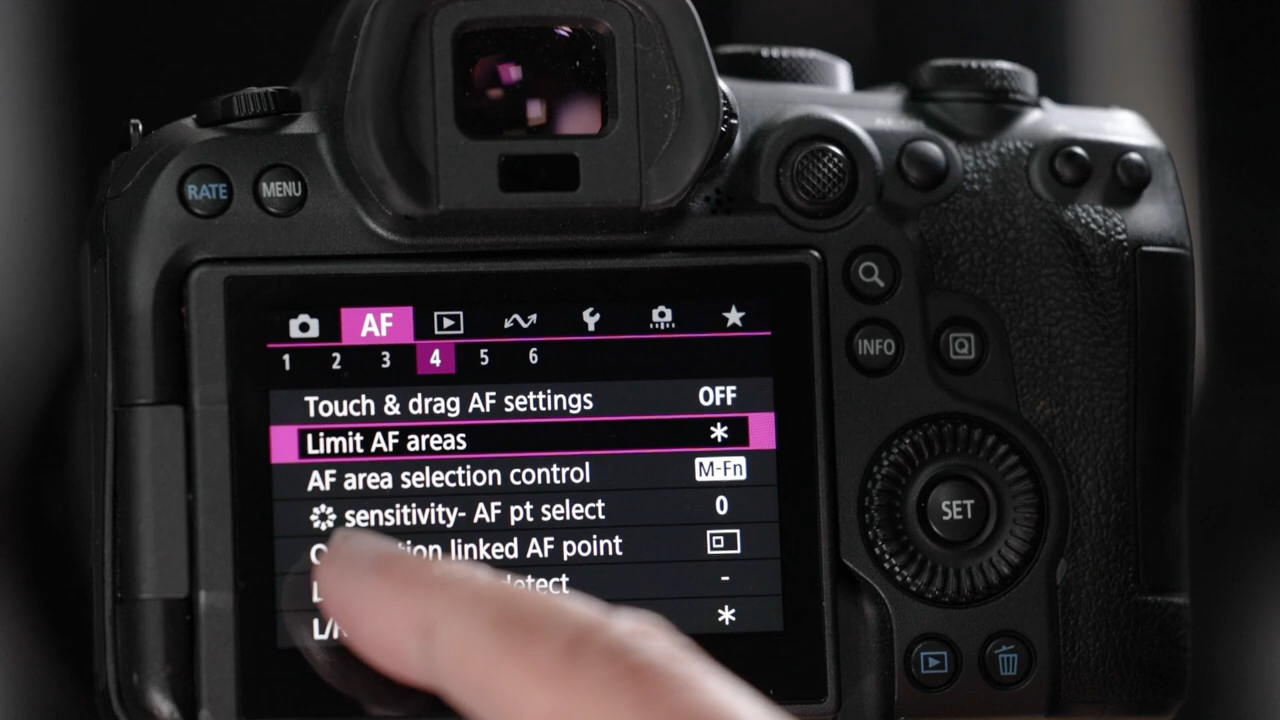 RATE MENU
AF
1 2 3 4 5 6
Touch & drag AF settings OFF
Limit AF areas *
AF area selection control M-Fn
sensitivity- AF pt select 0
linked AF point
-
*
INFO
Q
SET